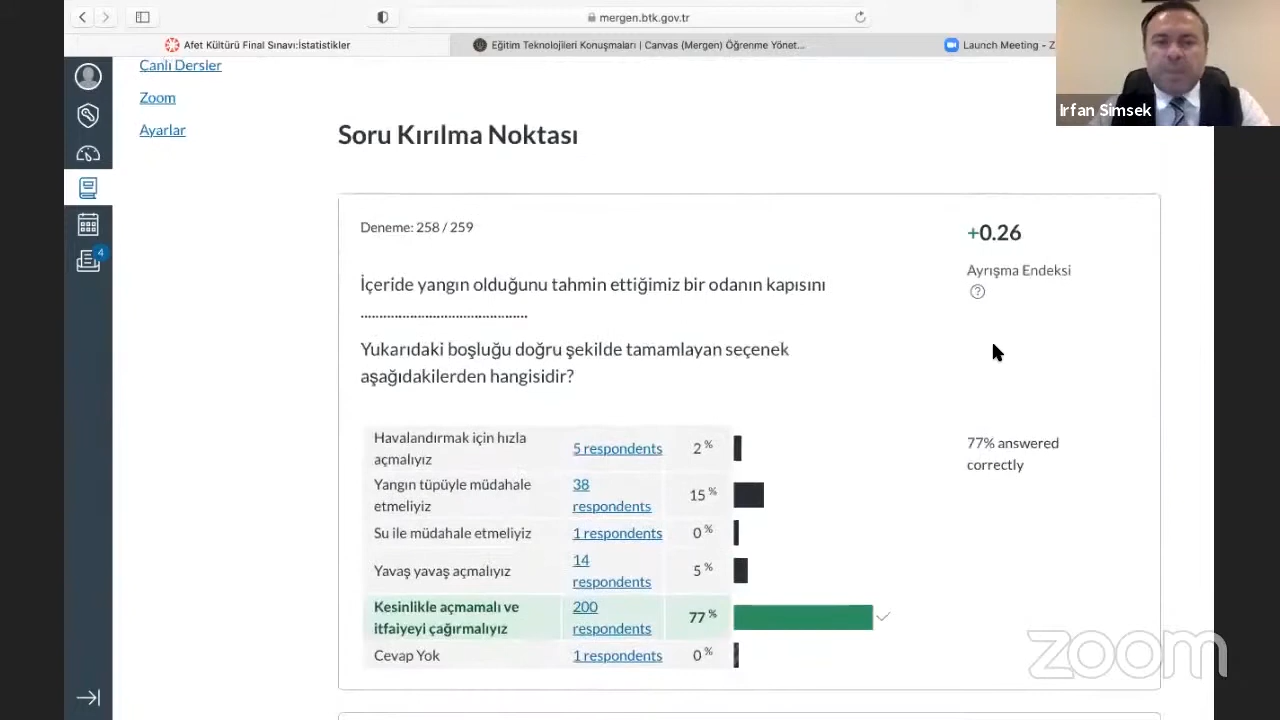 mergen.btk.gov.tr
Afet Kültürü Final Sınavı:İstatistikler
Eğitim Teknolojileri Konuşmaları | Canvas (Mergen) Öğrenme Yönet...
Launch Meeting - Z
Irfan Simsek
Çanlı Dersler
Zoom
Ayarlar
4
Soru Kırılma Noktası
Deneme: 258 / 259
+0.26
Ayrışma Endeksi
?
İçeride yangın olduğunu tahmin ettiğimiz bir odanın kapısını
............................................
Yukarıdaki boşluğu doğru şekilde tamamlayan seçenek
aşağıdakilerden hangisidir?
Havalandırmak için hızla
açmalıyız
5 respondents
2 %
Yangın tüpüyle müdahale
etmeliyiz
38
respondents
15 %
Su ile müdahale etmeliyiz
1 respondents
0 %
Yavaş yavaş açmalıyız
14
respondents
5 %
Kesinlikle açmamalı ve
itfaiyeyi çağırmalıyız
200
respondents
77 %
Cevap Yok
1 respondents
0 %
77% answered
correctly
zoom